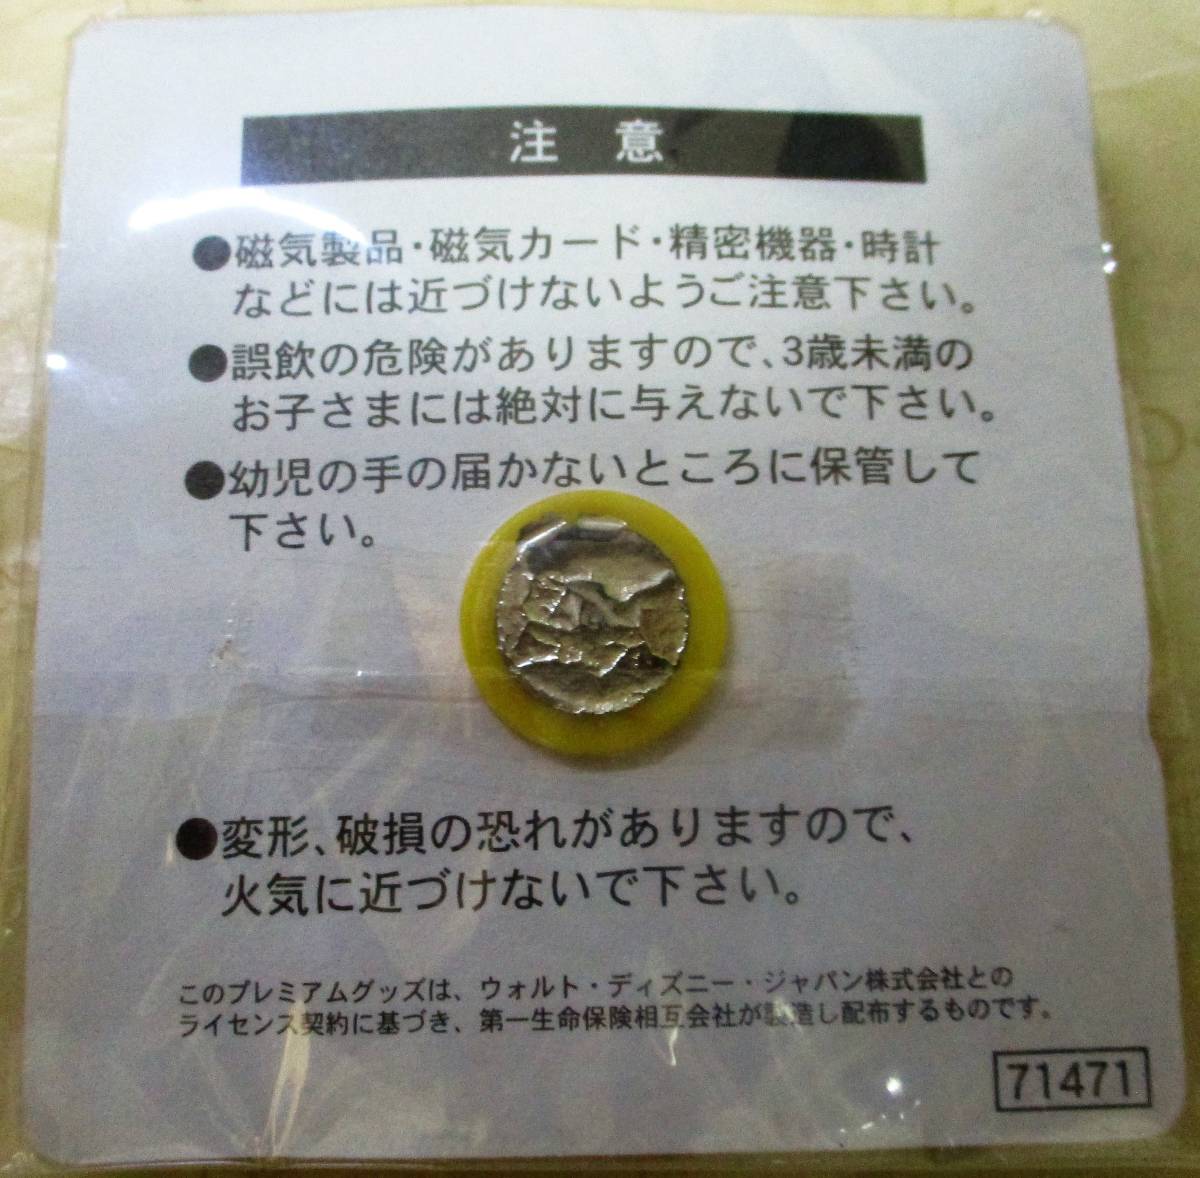 注 意
●磁気製品・磁気カード・精密機器・時計
などには近づけないようご注意下さい。
●誤飲の危険がありますので、3歳未満の
お子さまには絶対に与えないで下さい。
●幼児の手の届かないところに保管して
下さい。
●変形、破損の恐れがありますので、
火気に近づけないで下さい。
このプレミアムグッズは、ウォルト・ディズニー・ジャパン株式会社との
ライセンス契約に基づき、第一生命保険相互会社が製造し配布するものです。
71471